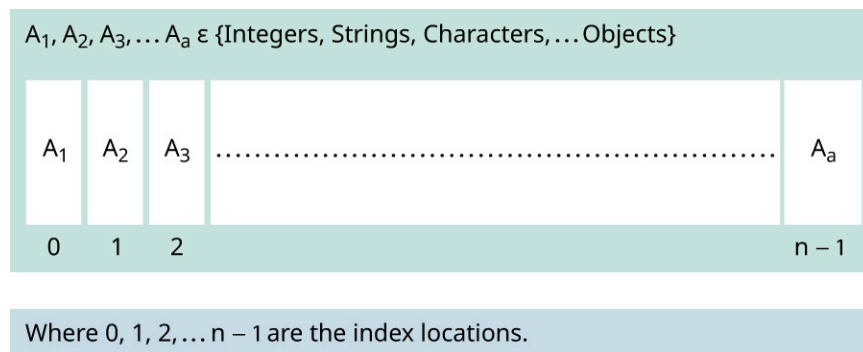 A₁, A₂, A₃,... Aₐ ε {Integers, Strings, Characters,...Objects}
A₁ A₂ A₃ ........................................................... Aₐ
0 1 2 n – 1
Where 0, 1, 2,...n – 1 are the index locations.